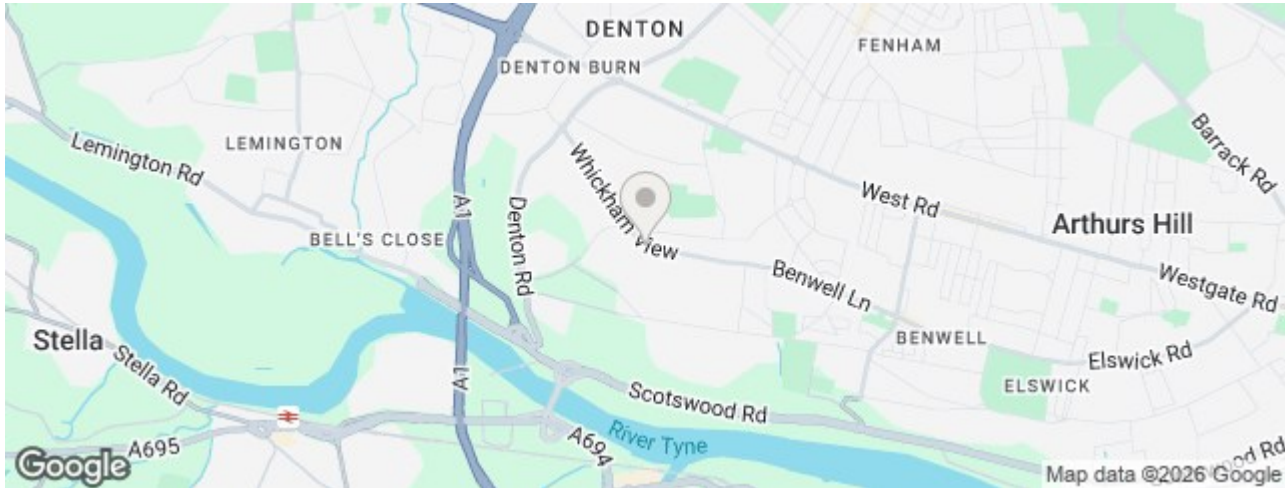 DENTON
FENHAM
DENTON BURN
LEMINGTON
Lemington Rd
Barrack Rd
Whickham View
A1
Denton Rd
West Rd
Arthurs Hill
BELL'S CLOSE
Benwell Ln
Westgate Rd
Stella
Stella Rd
BENWELL
Elswick Rd
A1
ELSWICK
Scotswood Rd
A695
A694
River Tyne
Google
Rd
Map data ©2026 Google